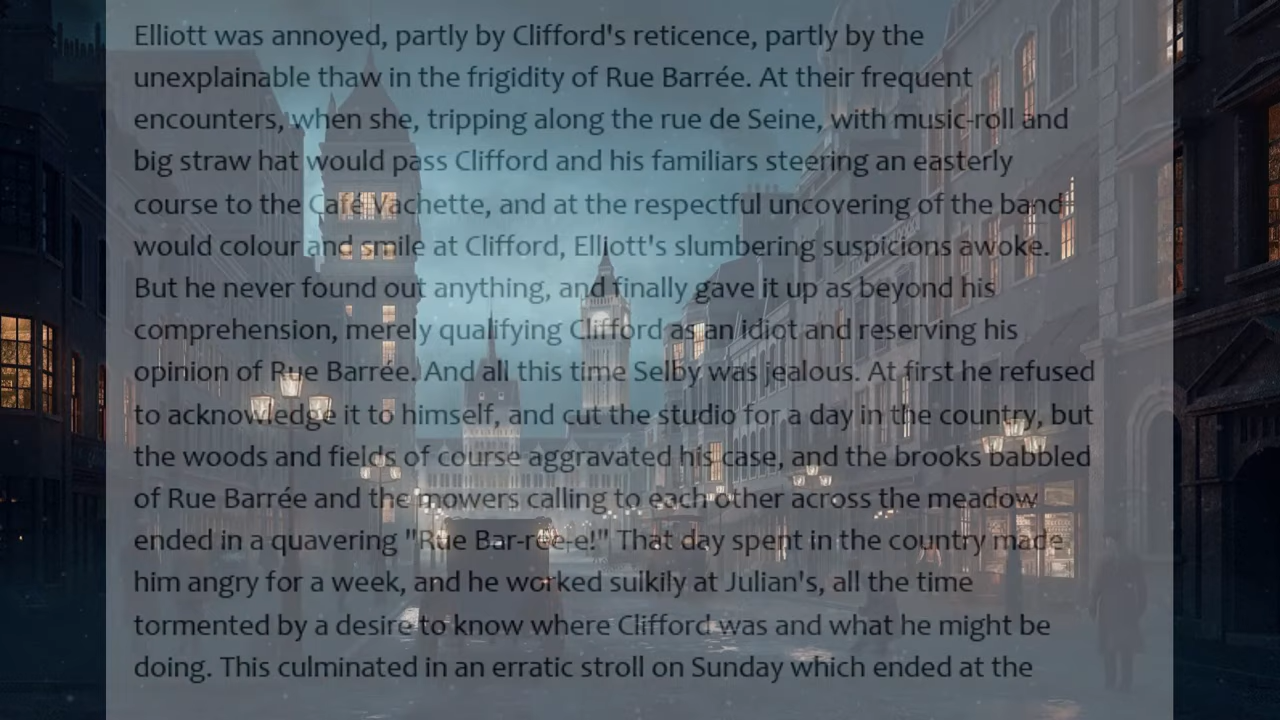 Elliott was annoyed, partly by Clifford's reticence, partly by the
unexplainable thaw in the frigidity of Rue Barrée. At their frequent
encounters, when she, tripping along the rue de Seine, with music-roll and
big straw hat would pass Clifford and his familiars steering an easterly
course to the Café Vachette, and at the respectful uncovering of the band
would colour and smile at Clifford, Elliott's slumbering suspicions awoke.
But he never found out anything, and finally gave it up as beyond his
comprehension, merely qualifying Clifford as an idiot and reserving his
opinion of Rue Barrée. And all this time Selby was jealous. At first he refused
to acknowledge it to himself, and cut the studio for a day in the country, but
the woods and fields of course aggravated his case, and the brooks babbled
of Rue Barrée and the mowers calling to each other across the meadow
ended in a quavering "Rue Bar-rée-e!" That day spent in the country made
him angry for a week, and he worked suikily at Julian's, all the time
tormented by a desire to know where Clifford was and what he might be
doing. This culminated in an erratic stroll on Sunday which ended at the